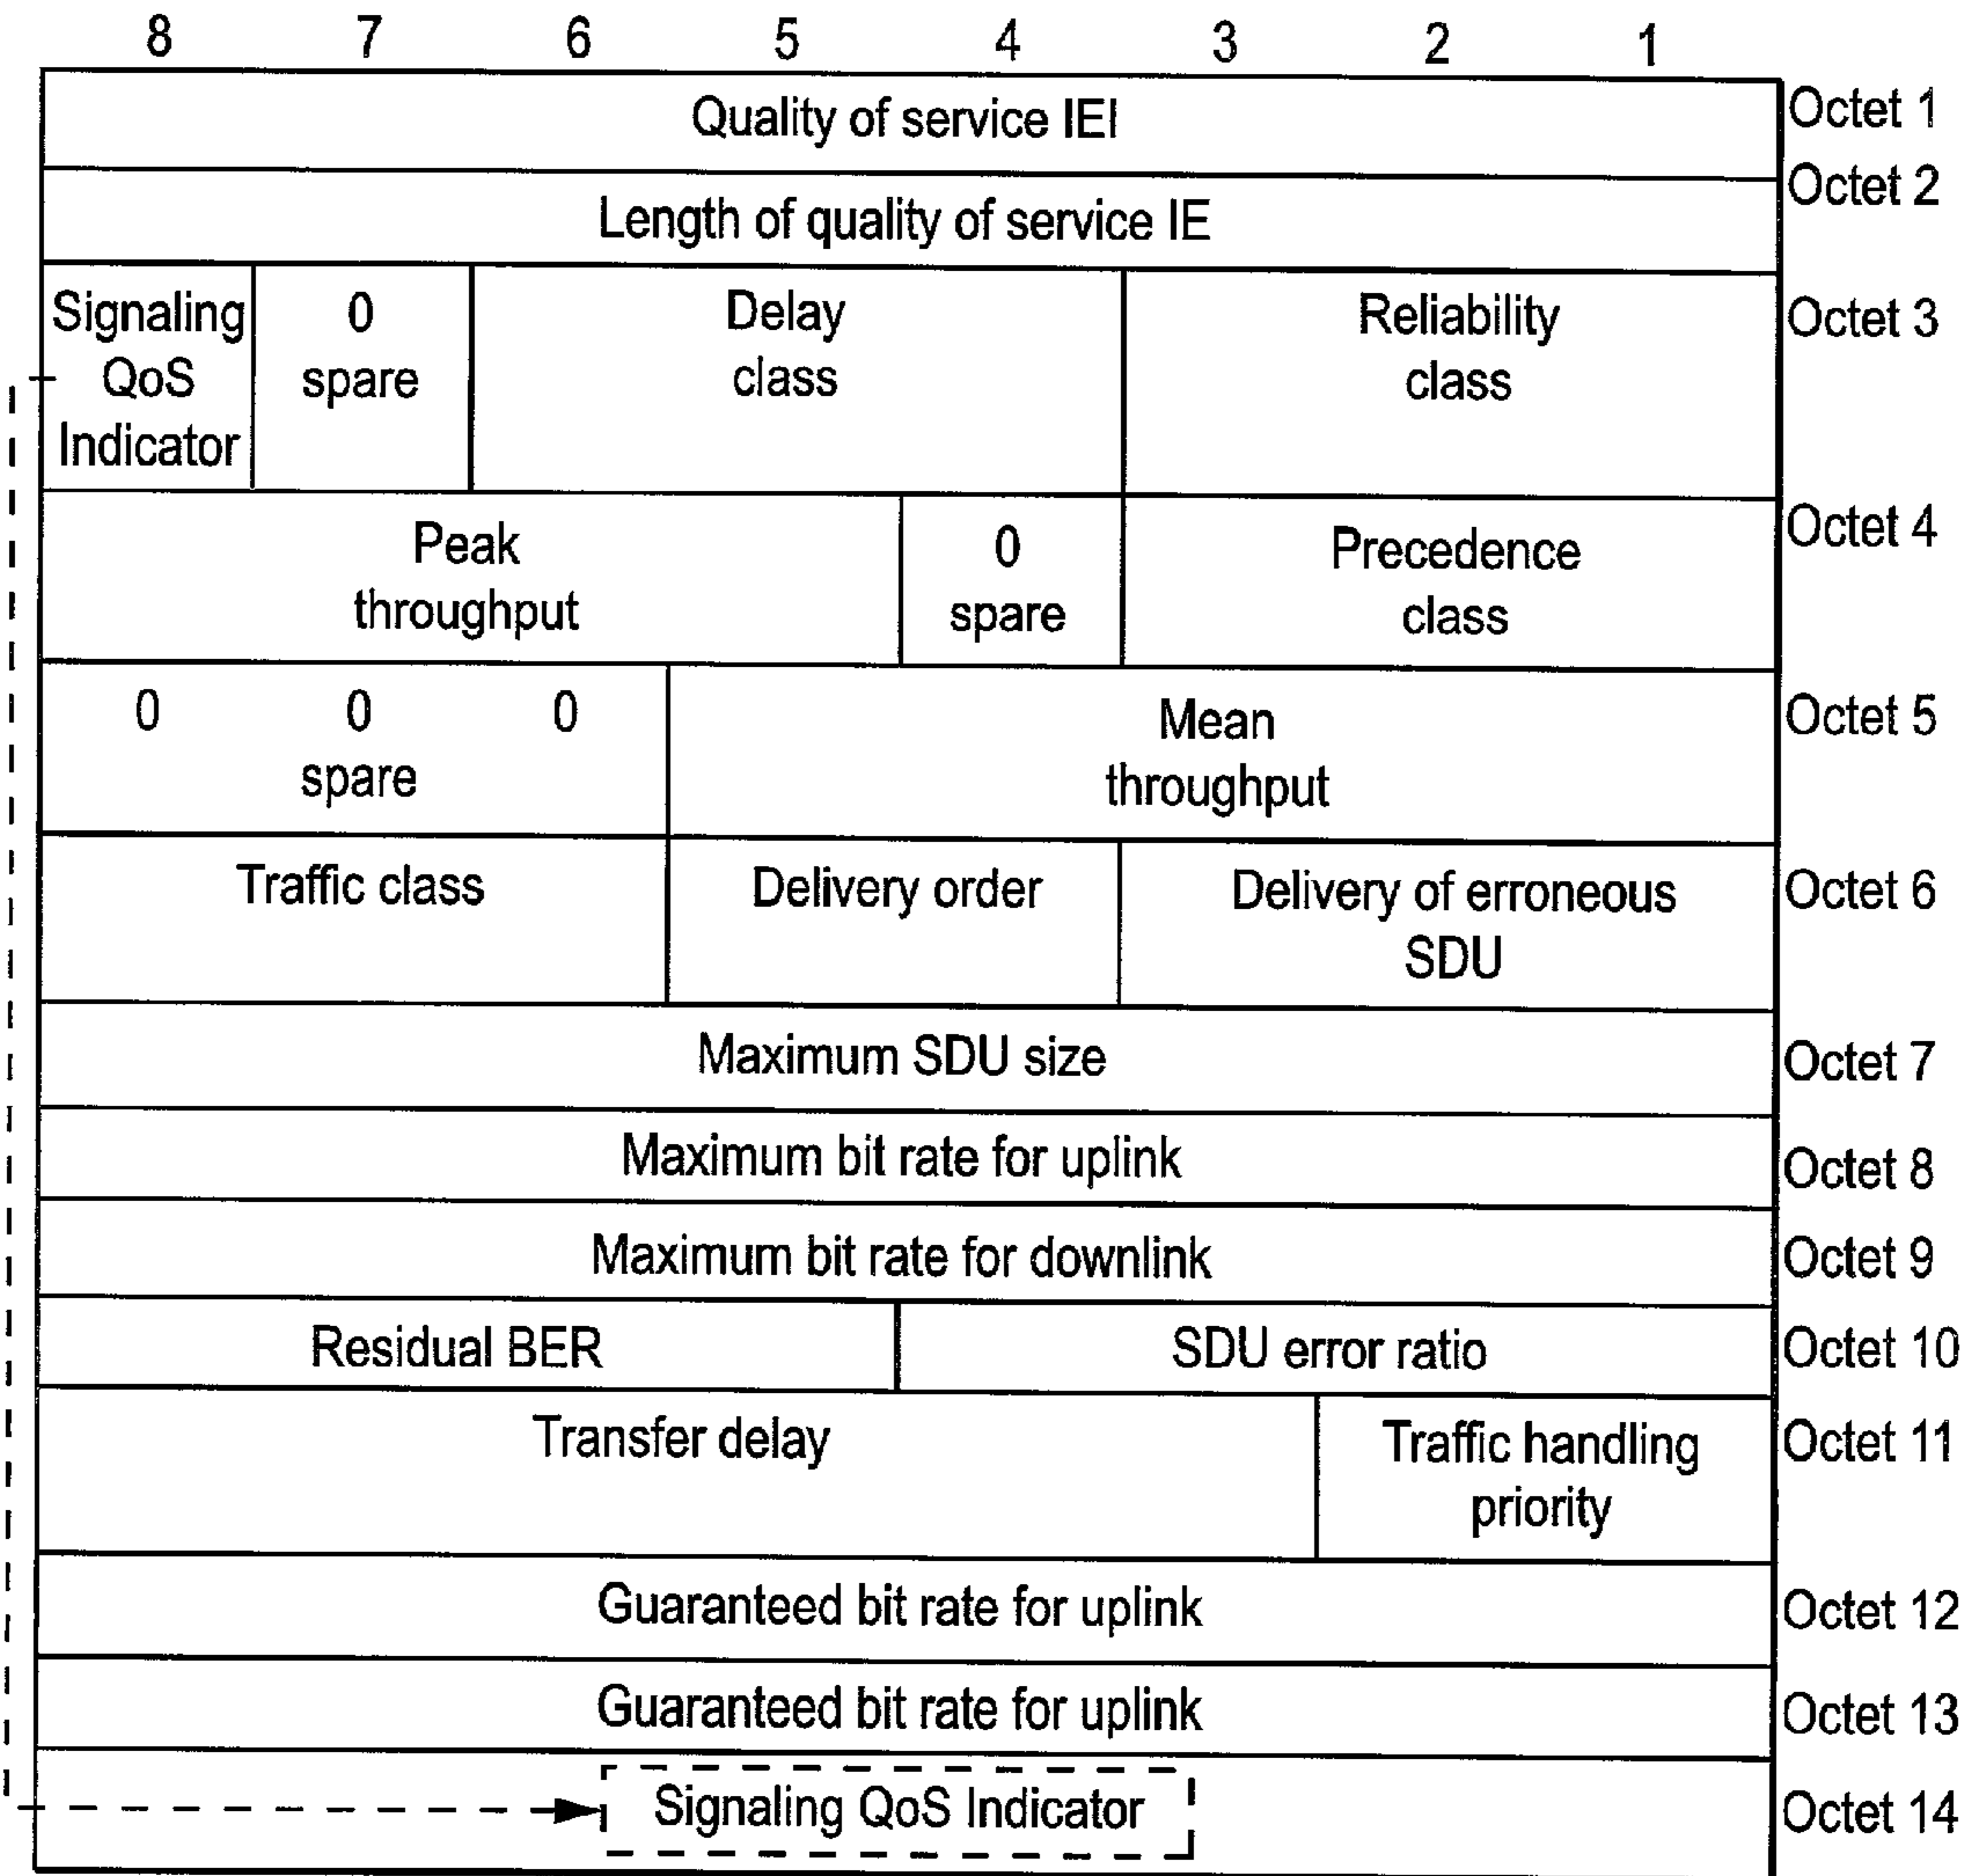 8 7 6 5 4 3 2 1
Quality of service IEI
Octet 1
Length of quality of service IE
Octet 2
Signaling
QoS
Indicator
0
spare
Delay
class
Reliability
class
Octet 3
Peak
throughput
0
spare
Precedence
class
Octet 4
0 0 0
spare
Mean
throughput
Octet 5
Traffic class
Delivery order
Delivery of erroneous
SDU
Octet 6
Maximum SDU size
Octet 7
Maximum bit rate for uplink
Octet 8
Maximum bit rate for downlink
Octet 9
Residual BER
SDU error ratio
Octet 10
Transfer delay
Traffic handling
priority
Octet 11
Guaranteed bit rate for uplink
Octet 12
Guaranteed bit rate for uplink
Octet 13
Signaling QoS Indicator
Octet 14